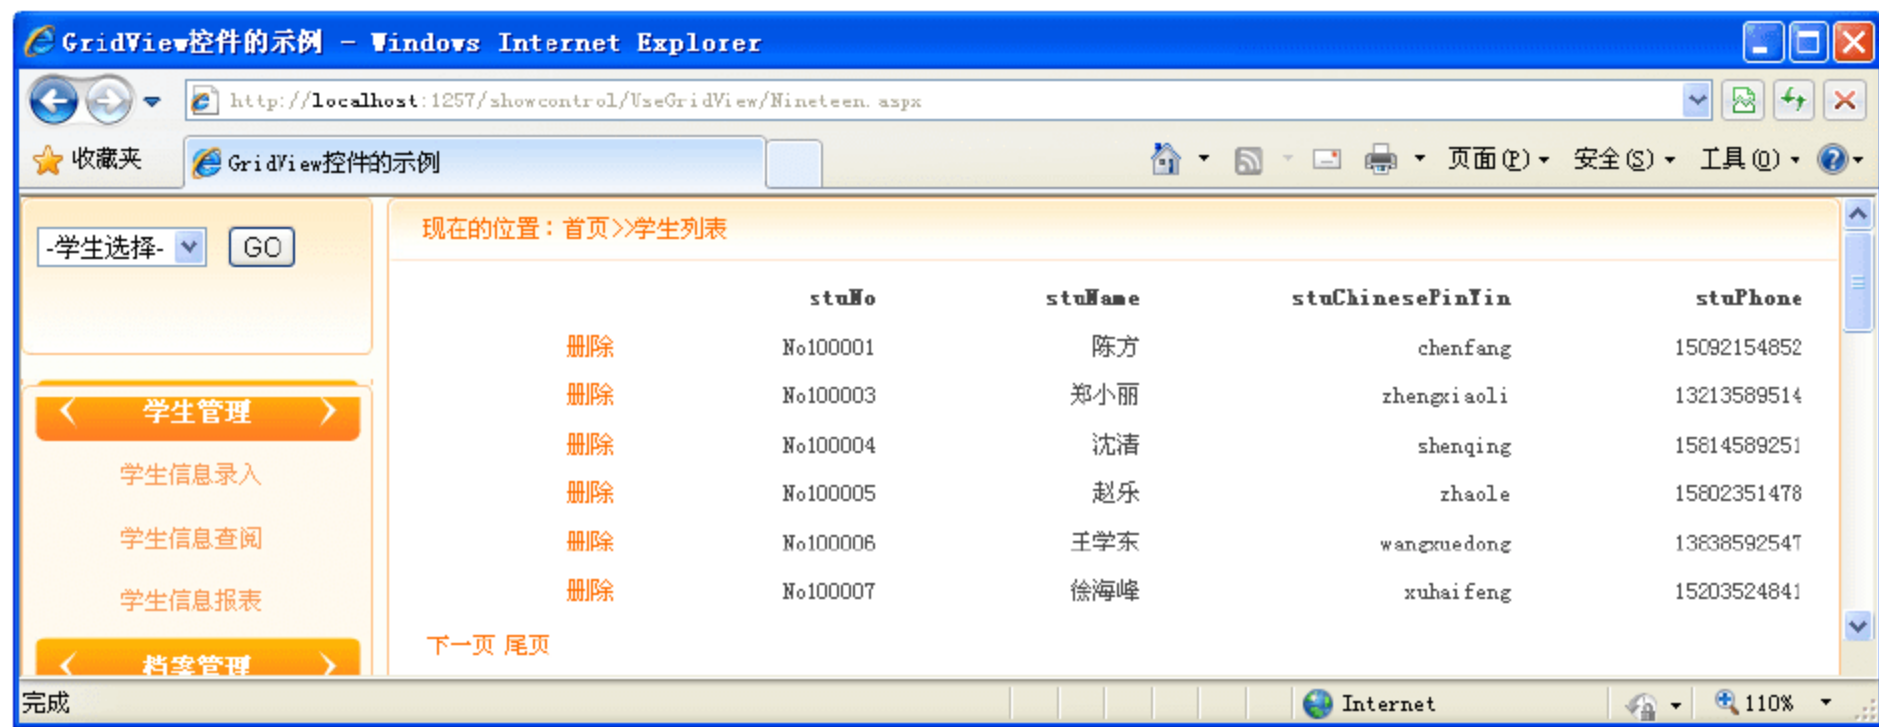 GridView控件的示例 - Windows Internet Explorer
http://localhost:1257/showcontrol/UseGridView/Nineteen.aspx
收藏夹 GridView控件的示例 页面(P) 安全(S) 工具(O)
-学生选择- GO
现在的位置：首页>>学生列表
stuNo stuName stuChinesePinYin stuPhone
删除 No100001 陈方 chenfang 15092154852
删除 No100003 郑小丽 zhengxiaoli 13213589514
删除 No100004 沈清 shenqing 15814589251
删除 No100005 赵乐 zhaole 15802351478
删除 No100006 王学东 wangxuedong 13838592547
删除 No100007 徐海峰 xuhaifeng 15203524841
下一页 尾页
学生管理
学生信息录入
学生信息查阅
学生信息报表
档案管理
完成 Internet 110%